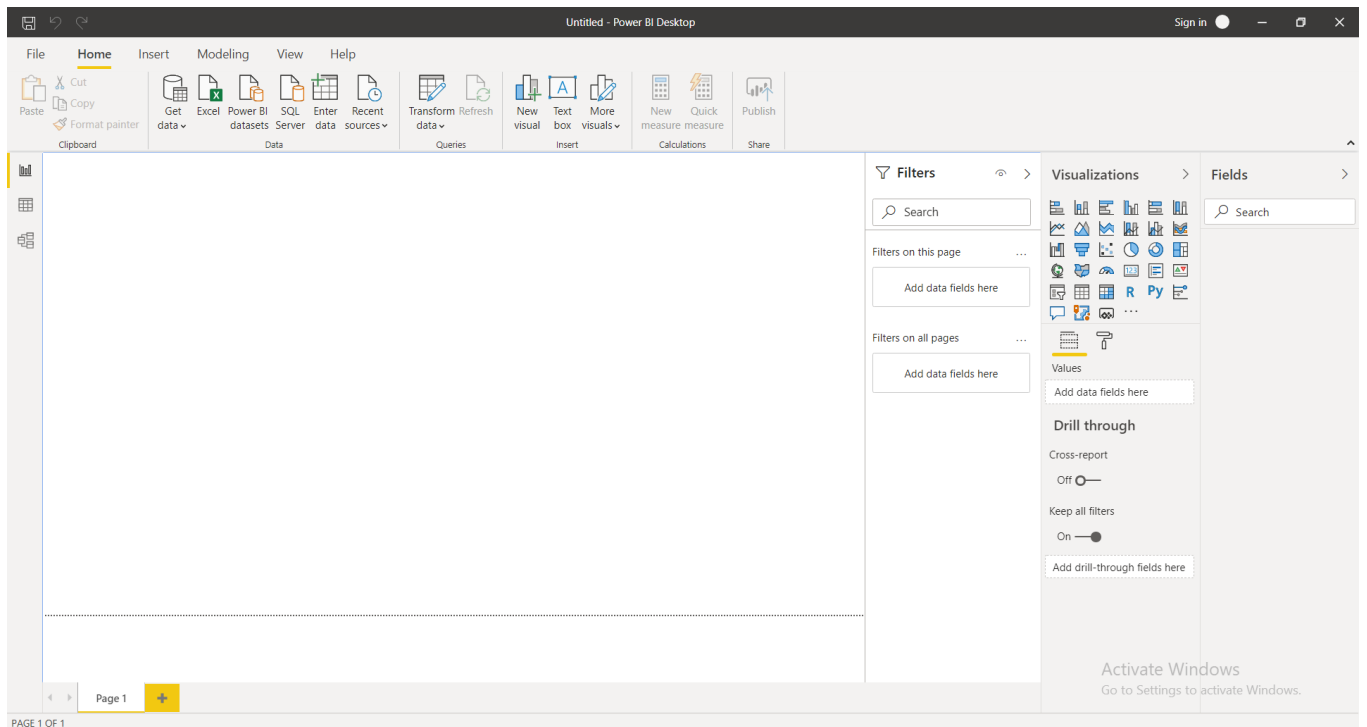 Untitled - Power BI Desktop
Sign in
File Home Insert Modeling View Help
Paste
Cut
Copy
Format painter
Clipboard
Get data
Excel
Power BI datasets
SQL Server
Enter data
Recent sources
Data
Transform data
Refresh
Queries
New visual
Text box
More visuals
Insert
New measure
Quick measure
Calculations
Publish
Share
Filters
Search
Filters on this page ...
Add data fields here
Filters on all pages ...
Add data fields here
Visualizations
123
R Py
...
Values
Add data fields here
Drill through
Cross-report
Off
Keep all filters
On
Add drill-through fields here
Fields
Search
Activate Windows
Go to Settings to activate Windows.
Page 1 +
PAGE 1 OF 1